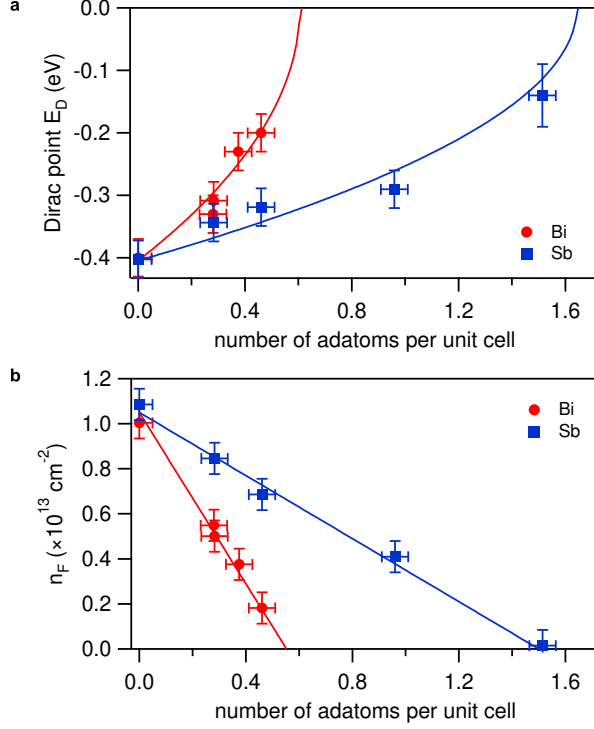 a
Dirac point E_D (eV)
0.0
-0.1
-0.2
-0.3
-0.4
Bi
Sb
0.0 0.4 0.8 1.2 1.6
number of adatoms per unit cell
b
n_F (×10^13 cm^-2)
1.2
1.0
0.8
0.6
0.4
0.2
0.0
Bi
Sb
0.0 0.4 0.8 1.2 1.6
number of adatoms per unit cell